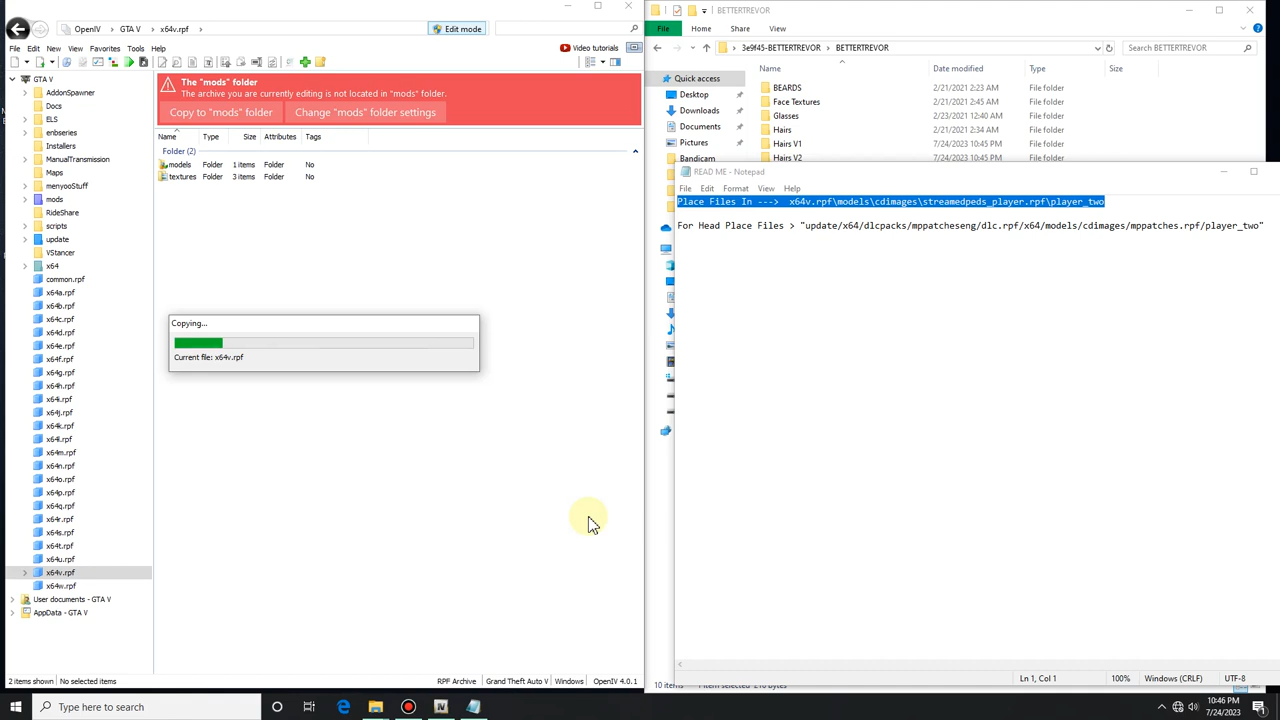 OpenIV
GTA V
x64v.rpf
Edit mode
File Edit New View Favorites Tools Help
Video tutorials
GTA V
AddonSpawner
Docs
ELS
enbseries
Installers
ManualTransmission
Maps
menyooStuff
mods
RideShare
scripts
update
VStancer
x64
common.rpf
x64a.rpf
x64b.rpf
x64c.rpf
x64d.rpf
x64e.rpf
x64f.rpf
x64g.rpf
x64h.rpf
x64i.rpf
x64j.rpf
x64k.rpf
x64l.rpf
x64m.rpf
x64n.rpf
x64o.rpf
x64p.rpf
x64q.rpf
x64r.rpf
x64s.rpf
x64t.rpf
x64u.rpf
x64v.rpf
x64w.rpf
User documents - GTA V
AppData - GTA V
The "mods" folder
The archive you are currently editing is not located in "mods" folder.
Copy to "mods" folder Change "mods" folder settings
Name Type Size Attributes Tags
Folder (2)
models Folder 1 items Folder No
textures Folder 3 items Folder No
Copying...
Current file: x64v.rpf
2 items shown No selected items
RPF Archive Grand Theft Auto V Windows OpenIV 4.0.1
BETTERTREVOR
File Home Share View
3e9f45-BETTERTREVOR BETTERTREVOR
Search BETTERTREVOR
Quick access
Desktop
Downloads
Documents
Pictures
Bandicam
Name Date modified Type Size
BEARDS 2/21/2021 2:23 AM File folder
Face Textures 2/21/2021 2:45 AM File folder
Glasses 2/23/2021 12:40 AM File folder
Hairs 2/21/2021 2:34 AM File folder
Hairs V1 7/24/2023 10:45 PM File folder
Hairs V2 7/24/2023 10:45 PM File folder
READ ME - Notepad
File Edit Format View Help
Place Files In ---> x64v.rpf\models\cdimages\streamedpeds_player.rpf\player_two
For Head Place Files > "update/x64/dlcpacks/mppatcheseng/dlc.rpf/x64/models/cdimages/mppatches.rpf/player_two"
Ln 1, Col 1 100% Windows (CRLF) UTF-8
10 items
Type here to search
10:46 PM
7/24/2023